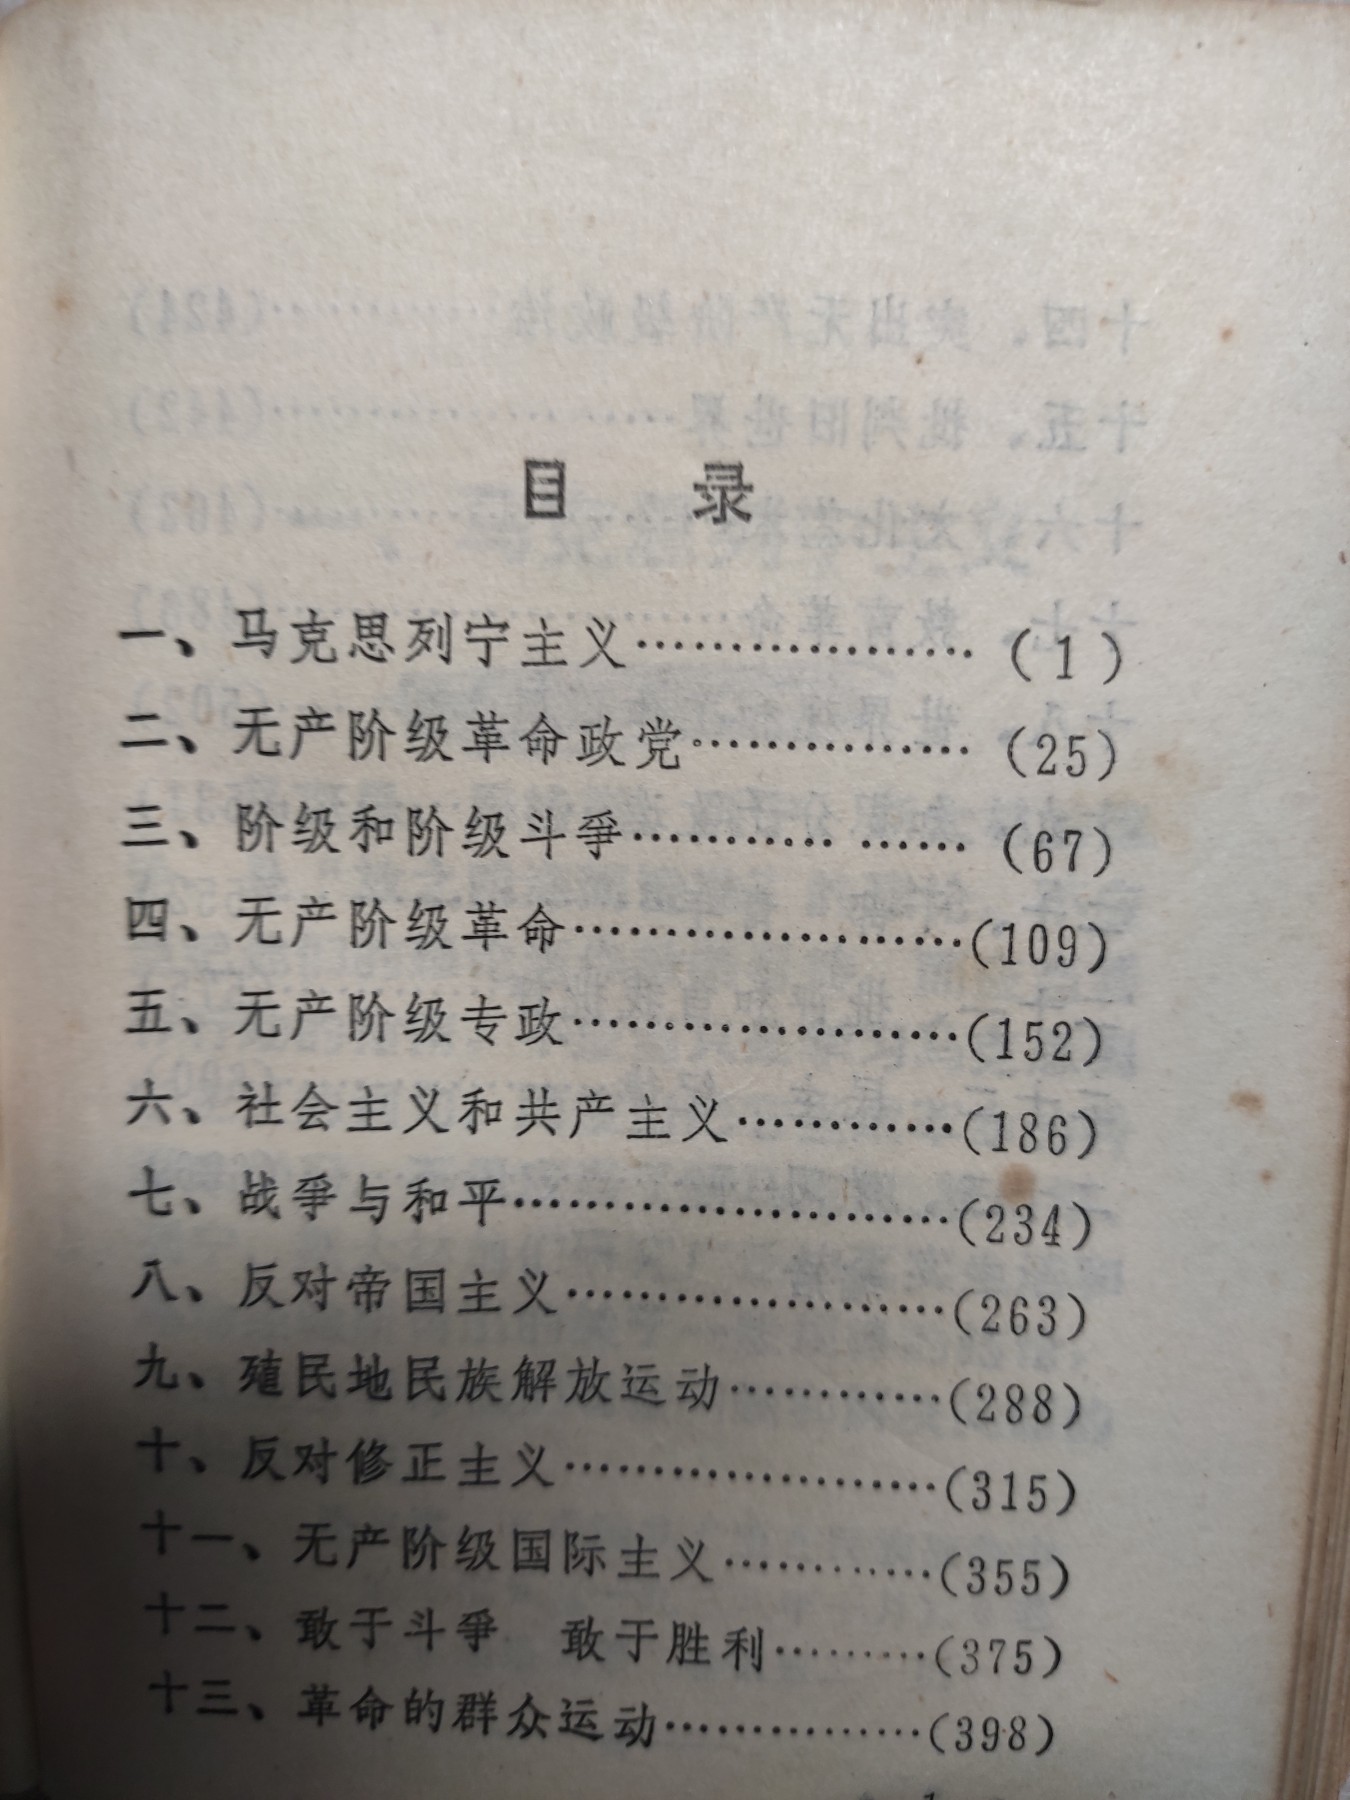 目 录
一、马克思列宁主义………………（1）
二、无产阶级革命政党……………（25）
三、阶级和阶级斗爭………… ……（67）
四、无产阶级革命…………………（109）
五、无产阶级专政…………………（152）
六、社会主义和共产主义…………（186）
七、战爭与和平……………………（234）
八、反对帝国主义…………………（263）
九、殖民地民族解放运动…………（288）
十、反对修正主义…………………（315）
十一、无产阶级国际主义…………（355）
十二、敢于斗爭 敢于胜利………（375）
十三、革命的群众运动……………（398）